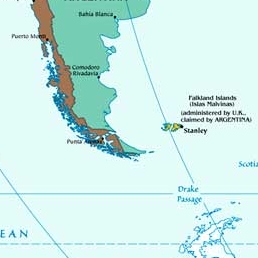 Bahía Blanca
Puerto Montt
Comodoro
Rivadavia
Falkland Islands
(Islas Malvinas)
(administered by U.K.,
claimed by ARGENTINA)
Stanley
Punta Arenas
Scotia
Drake
Passage
EAN